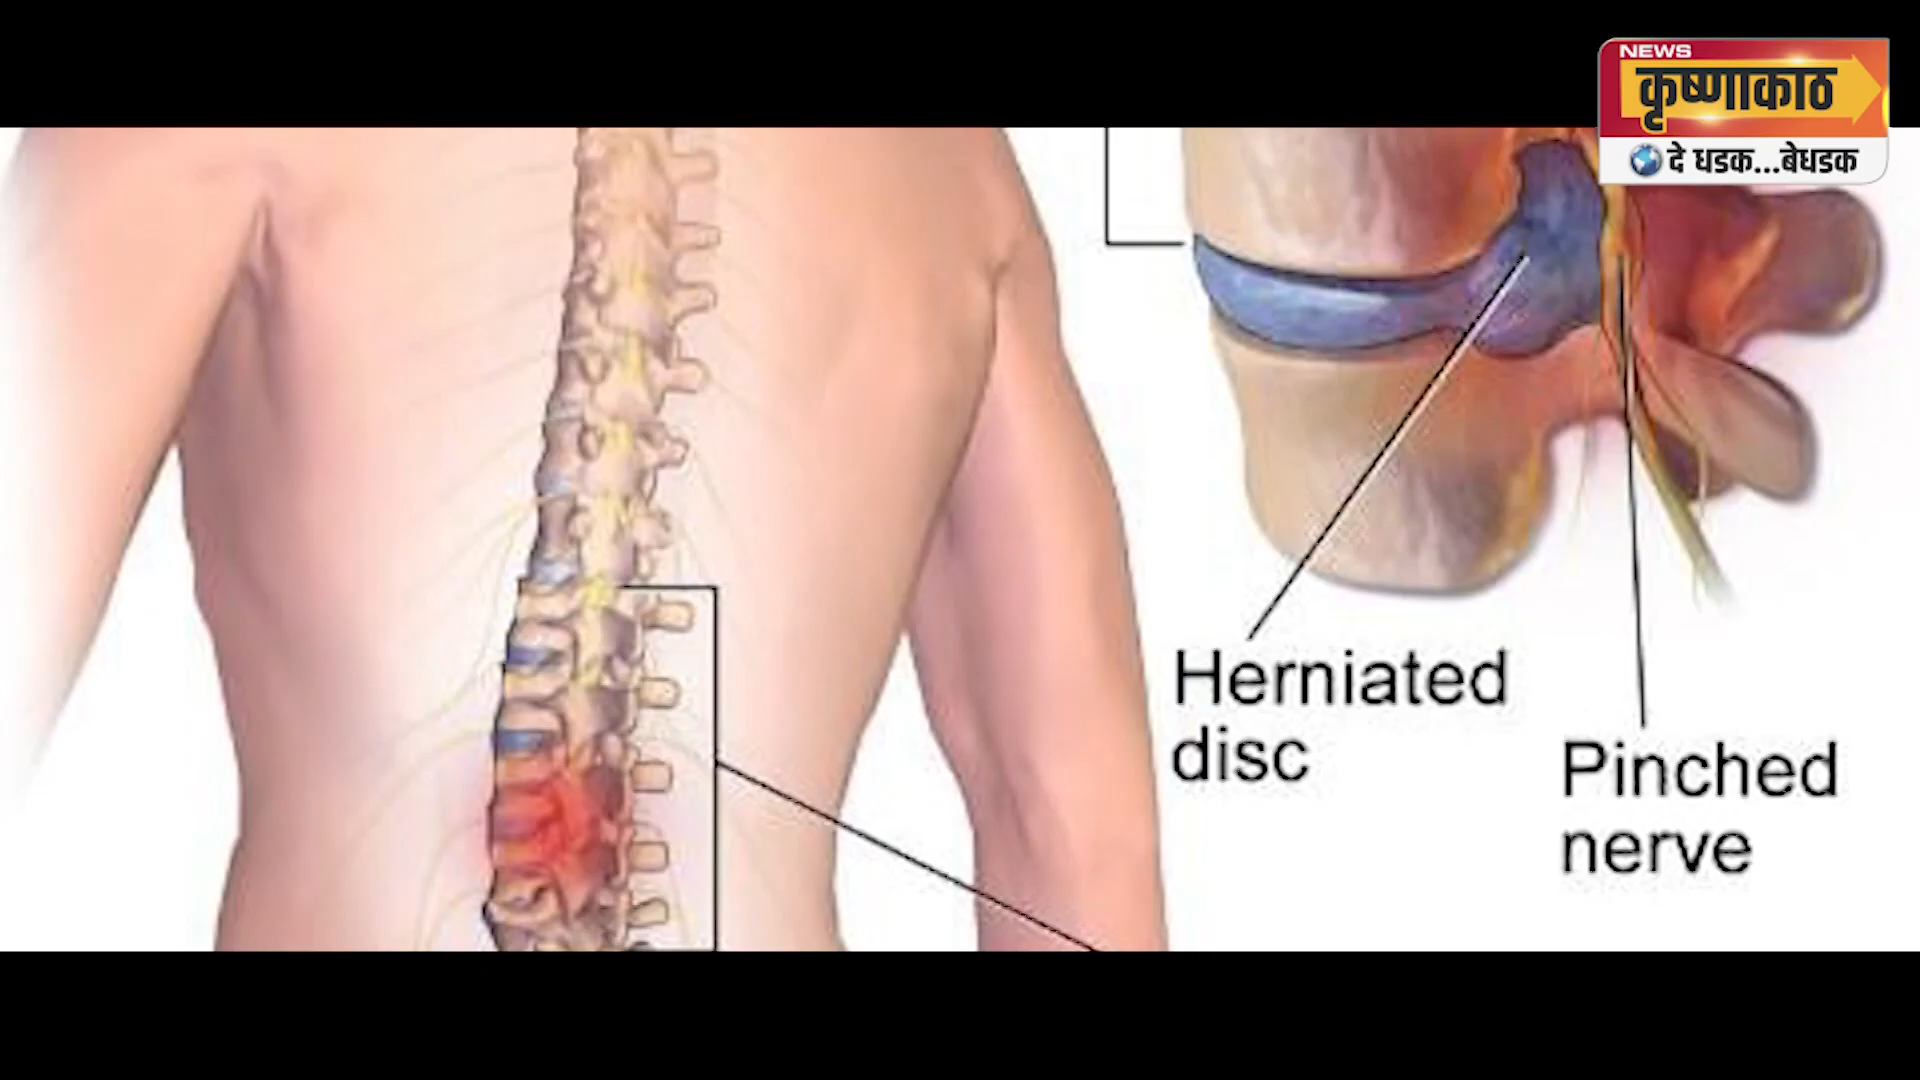 NEWS
कृष्णाकाठ
दे धडक...बेधडक
Herniated
disc
Pinched
nerve